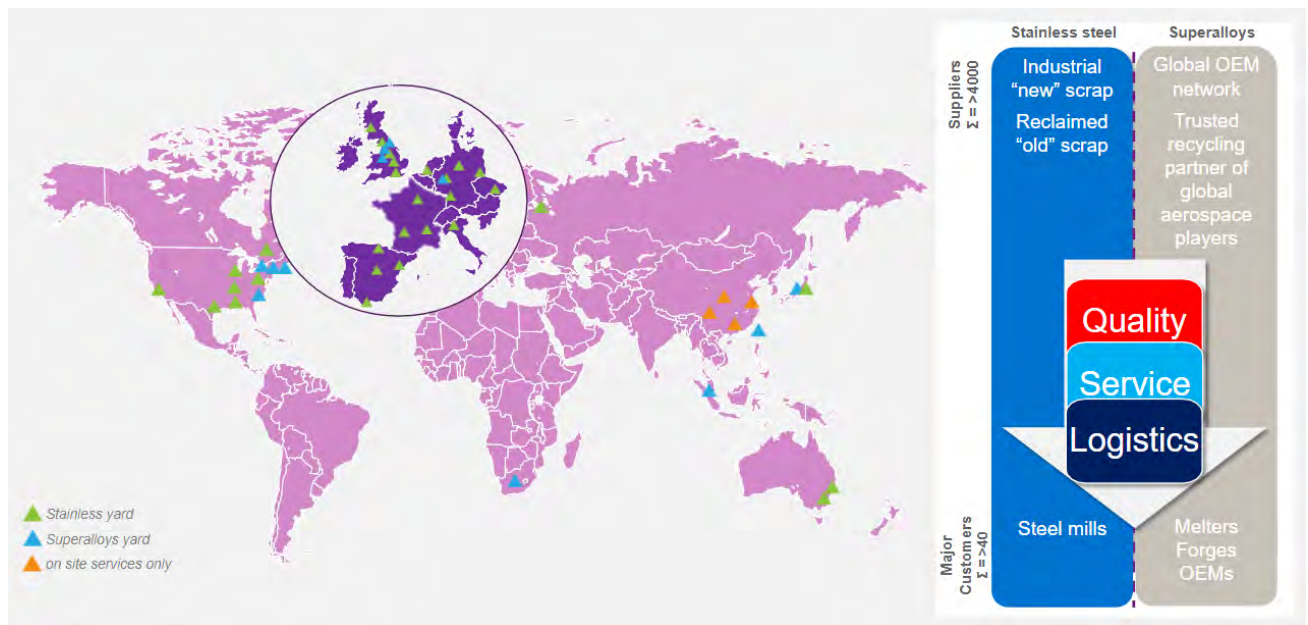 Stainless steel
Superalloys
Suppliers
Σ = >4000
Industrial
“new” scrap
Reclaimed
“old” scrap
Global OEM
network
Trusted
recycling
partner of
global
aerospace
players
Quality
Service
Logistics
Major
Customers
Σ = >40
Steel mills
Melters
Forges
OEMs
Stainless yard
Superalloys yard
on site services only